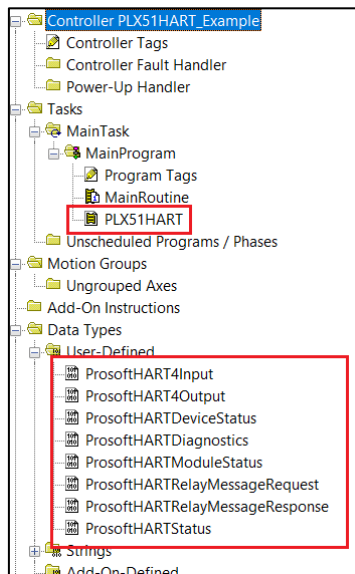 Controller PLX51HART_Example
Controller Tags
Controller Fault Handler
Power-Up Handler
Tasks
MainTask
MainProgram
Program Tags
MainRoutine
PLX51HART
Unscheduled Programs / Phases
Motion Groups
Ungrouped Axes
Add-On Instructions
Data Types
User-Defined
ProsoftHART4Input
ProsoftHART4Output
ProsoftHARTDeviceStatus
ProsoftHARTDiagnostics
ProsoftHARTModuleStatus
ProsoftHARTRelayMessageRequest
ProsoftHARTRelayMessageResponse
ProsoftHARTStatus
Strings
Add-On-Defined